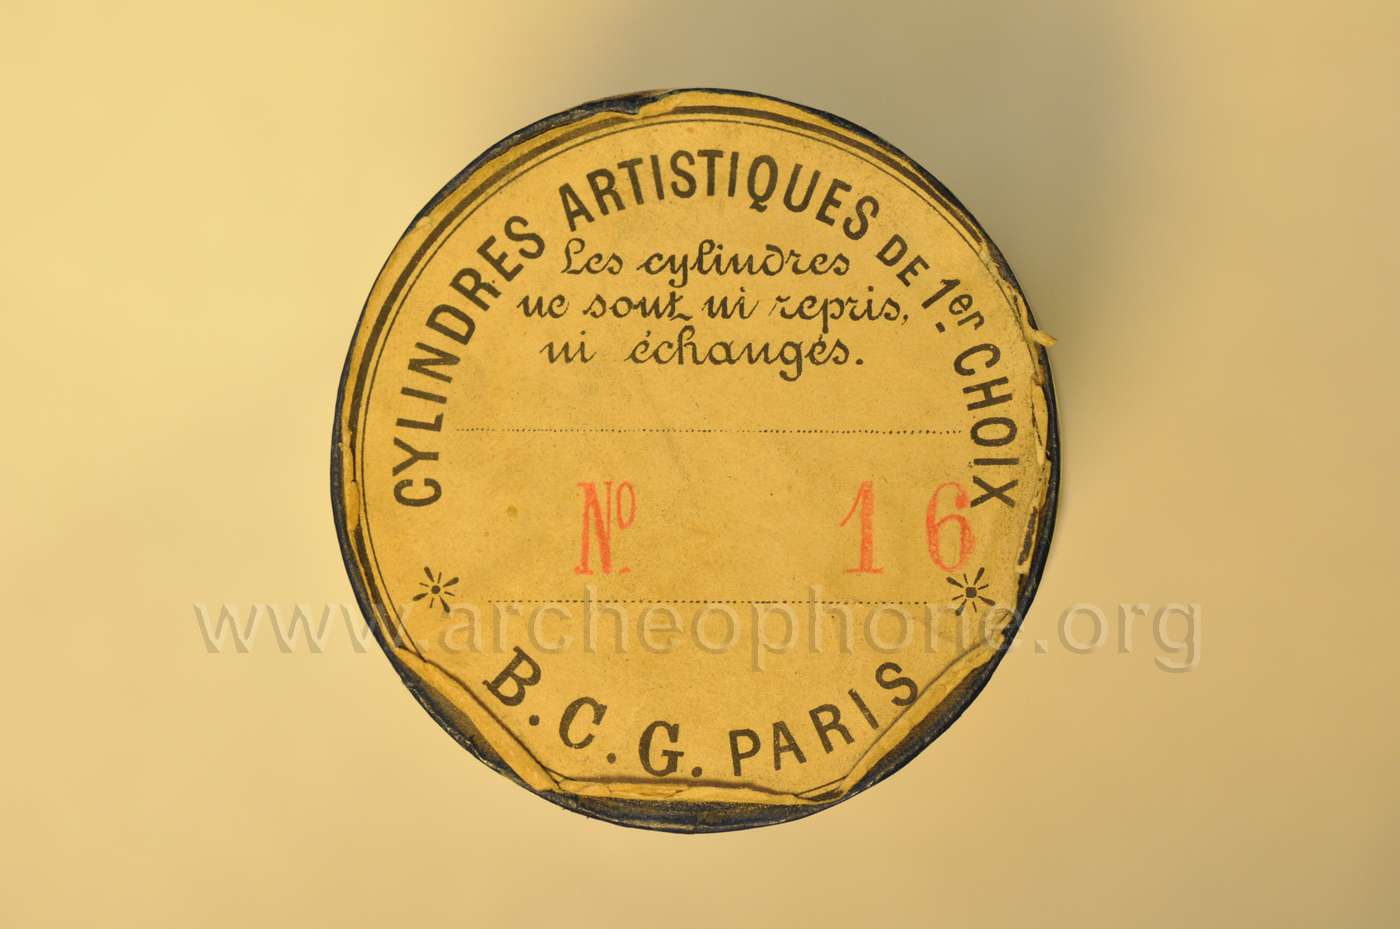 CYLINDRES ARTISTIQUES DE 1er CHOIX
Les cylindres
ne sont ni repris,
ni échangés.
No 16
www.archeophone.org
B.C.G. PARIS